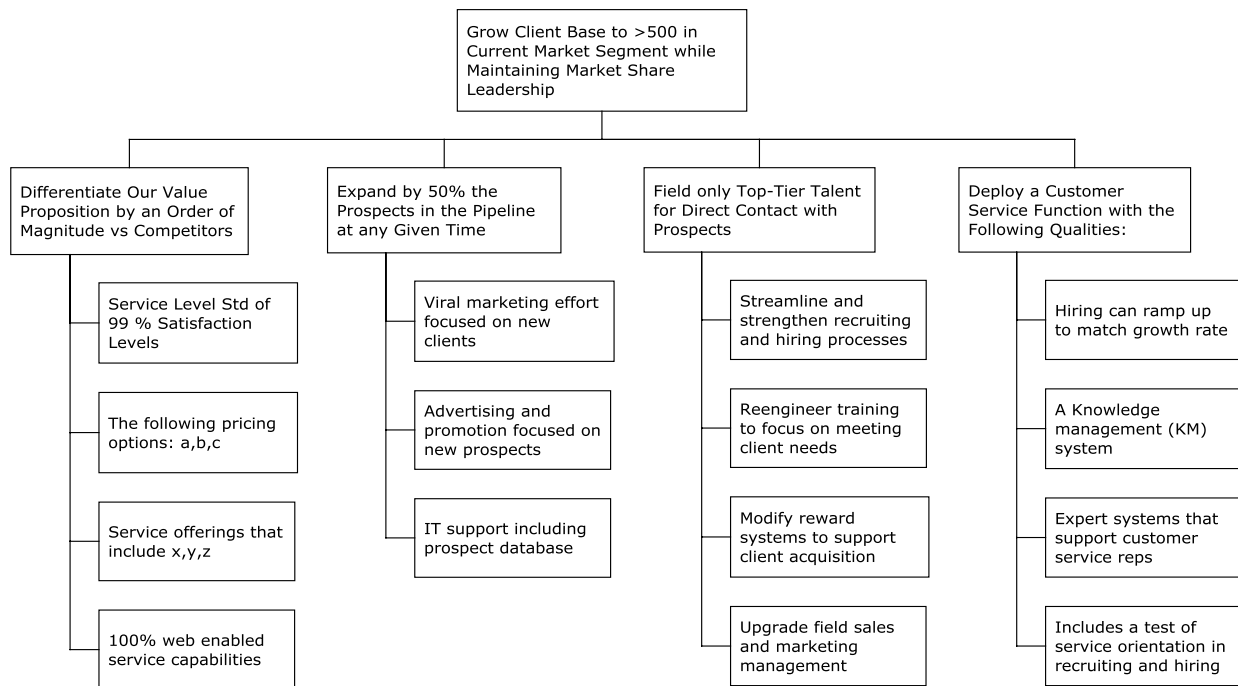 Grow Client Base to >500 in
Current Market Segment while
Maintaining Market Share
Leadership
Differentiate Our Value
Proposition by an Order of
Magnitude vs Competitors
Service Level Std of
99 % Satisfaction
Levels
The following pricing
options: a,b,c
Service offerings that
include x,y,z
100% web enabled
service capabilities
Expand by 50% the
Prospects in the Pipeline
at any Given Time
Viral marketing effort
focused on new
clients
Advertising and
promotion focused on
new prospects
IT support including
prospect database
Field only Top-Tier Talent
for Direct Contact with
Prospects
Streamline and
strengthen recruiting
and hiring processes
Reengineer training
to focus on meeting
client needs
Modify reward
systems to support
client acquisition
Upgrade field sales
and marketing
management
Deploy a Customer
Service Function with the
Following Qualities:
Hiring can ramp up
to match growth rate
A Knowledge
management (KM)
system
Expert systems that
support customer
service reps
Includes a test of
service orientation in
recruiting and hiring